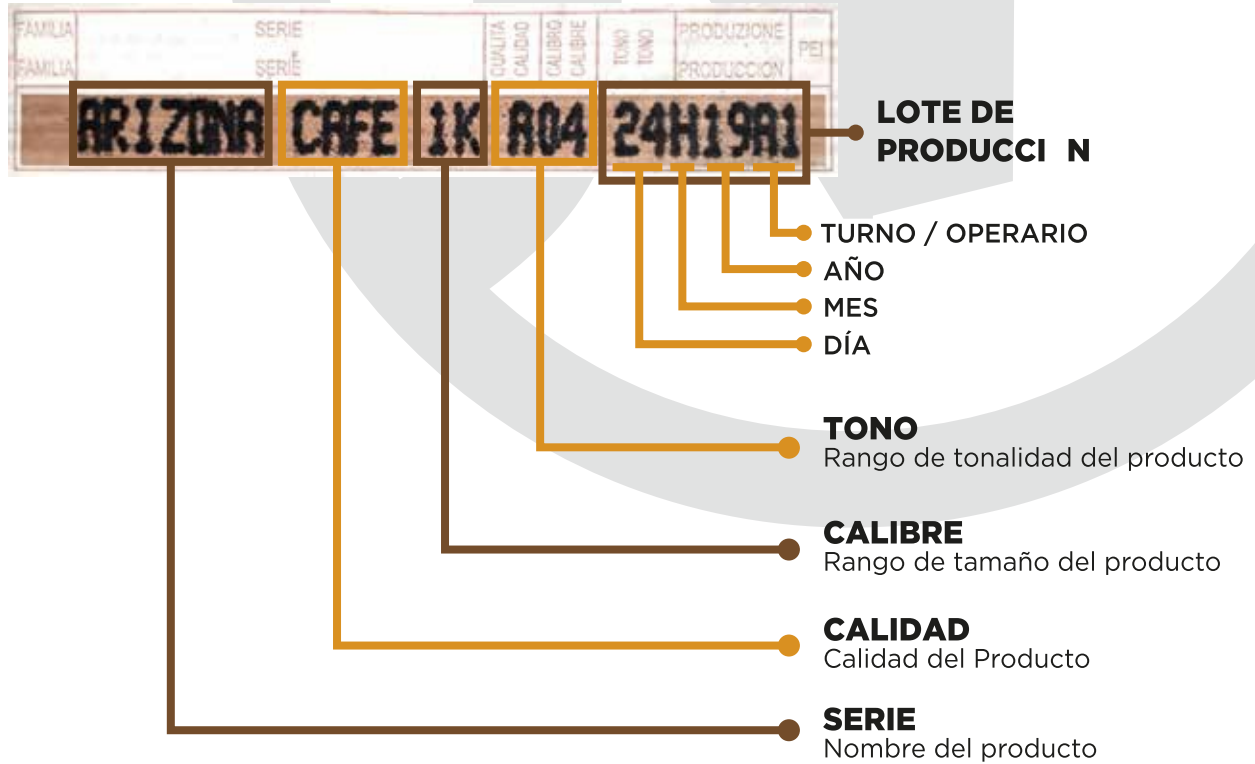 FAMILIA SERIE QUALITA CALIBRO TONO PRODUZIONE PEI
FAMILIA SERIE CALIDAD CALIBRE TONO PRODUCCION
ARIZONA CAFE 1K A04 24H19A1
LOTE DE
PRODUCCI N
TURNO / OPERARIO
AÑO
MES
DÍA
TONO
Rango de tonalidad del producto
CALIBRE
Rango de tamaño del producto
CALIDAD
Calidad del Producto
SERIE
Nombre del producto